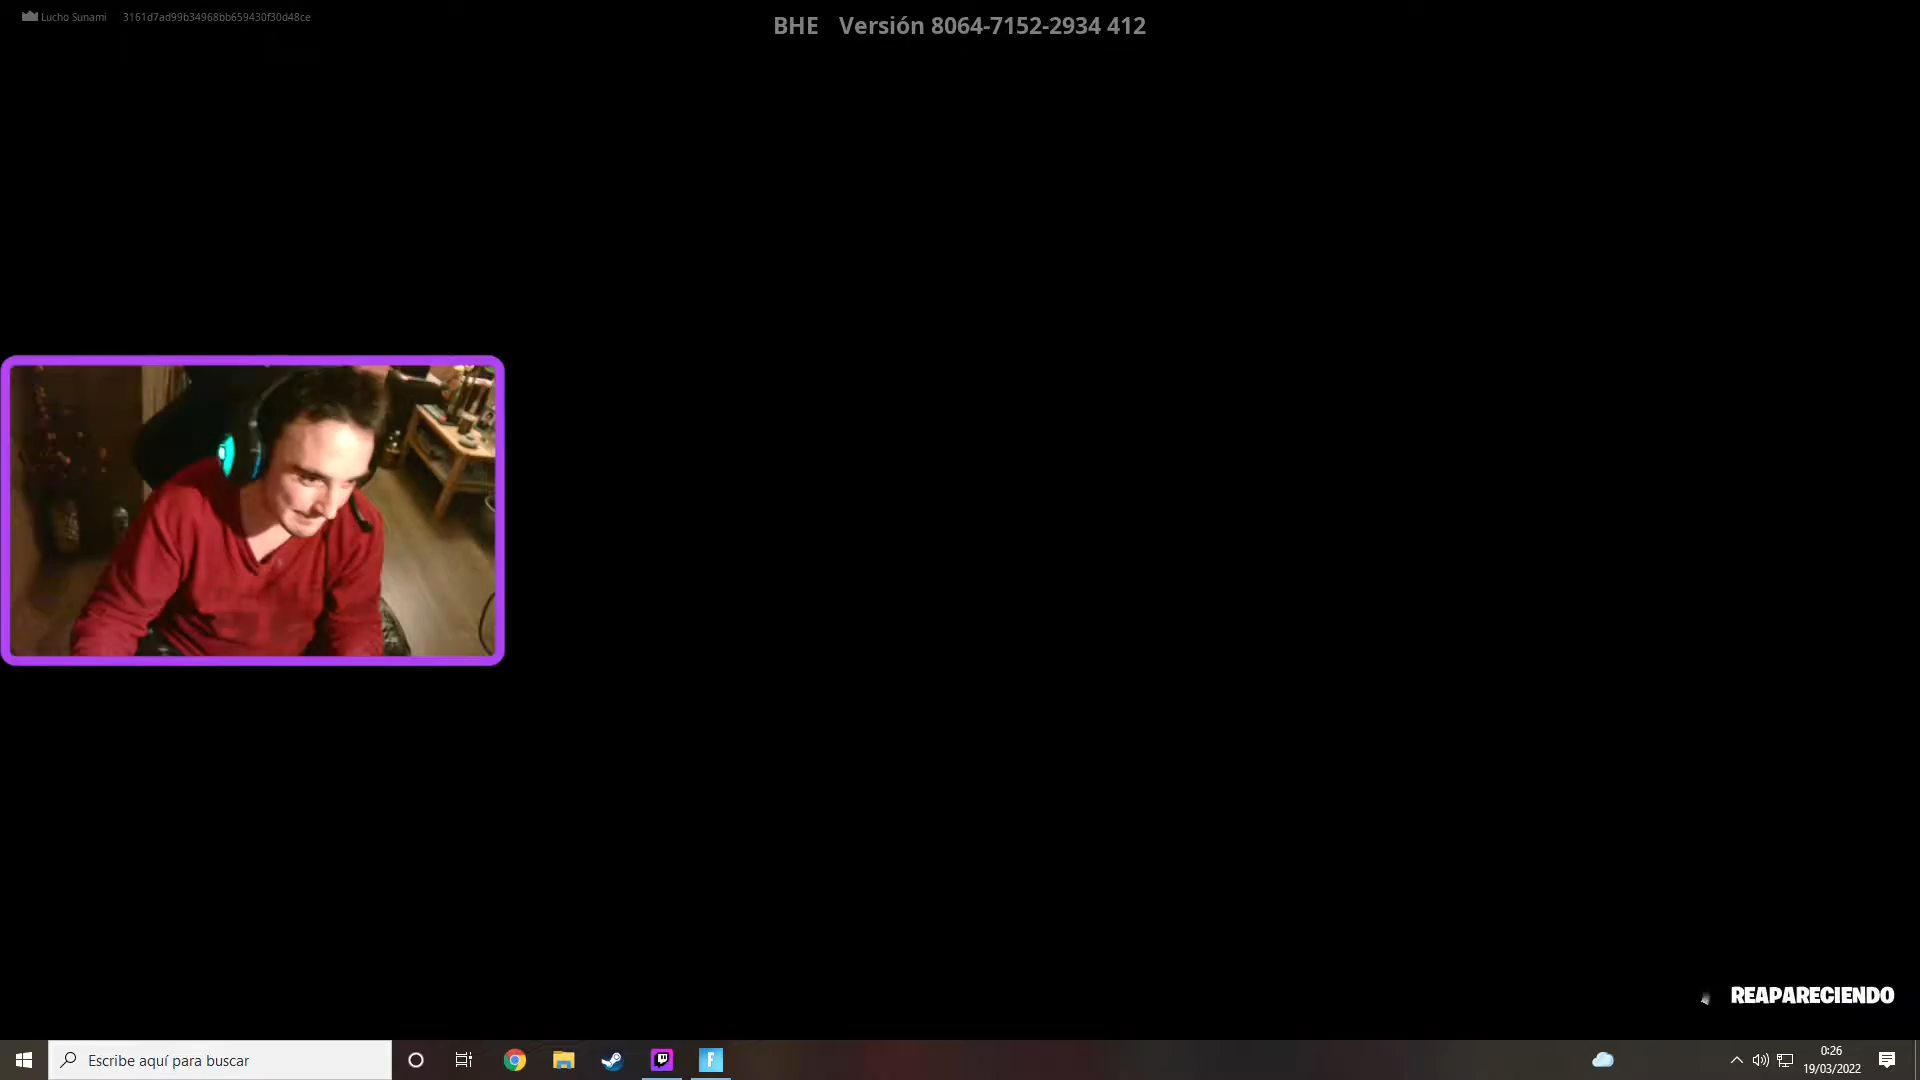 Lucho Sunami 3161d7ad99b34968bb659430f30d48ce
BHE Versión 8064-7152-2934 412
REAPARECIENDO
Escribe aquí para buscar
0:26
19/03/2022